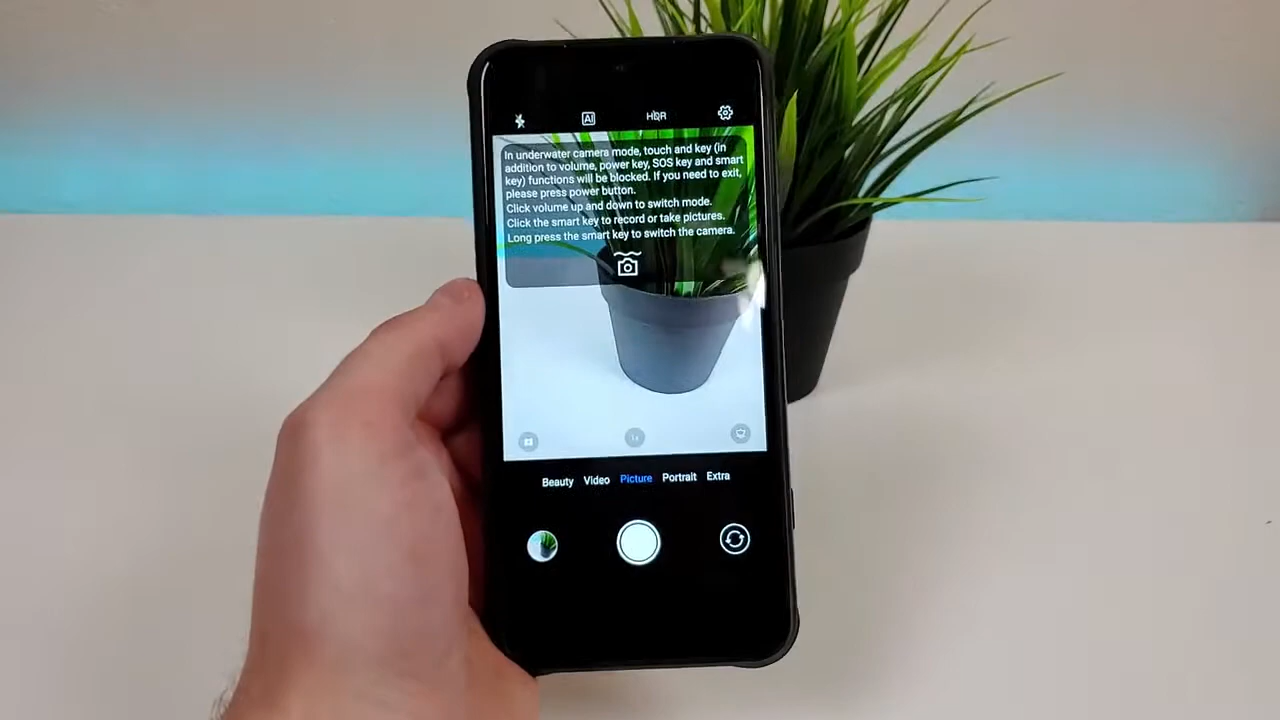 AI
HDR
In underwater camera mode, touch and key (in
addition to volume, power key, SOS key and smart
key) functions will be blocked. If you need to exit,
please press power button.
Click volume up and down to switch mode.
Click the smart key to record or take pictures.
Long press the smart key to switch the camera.
Beauty Video Picture Portrait Extra